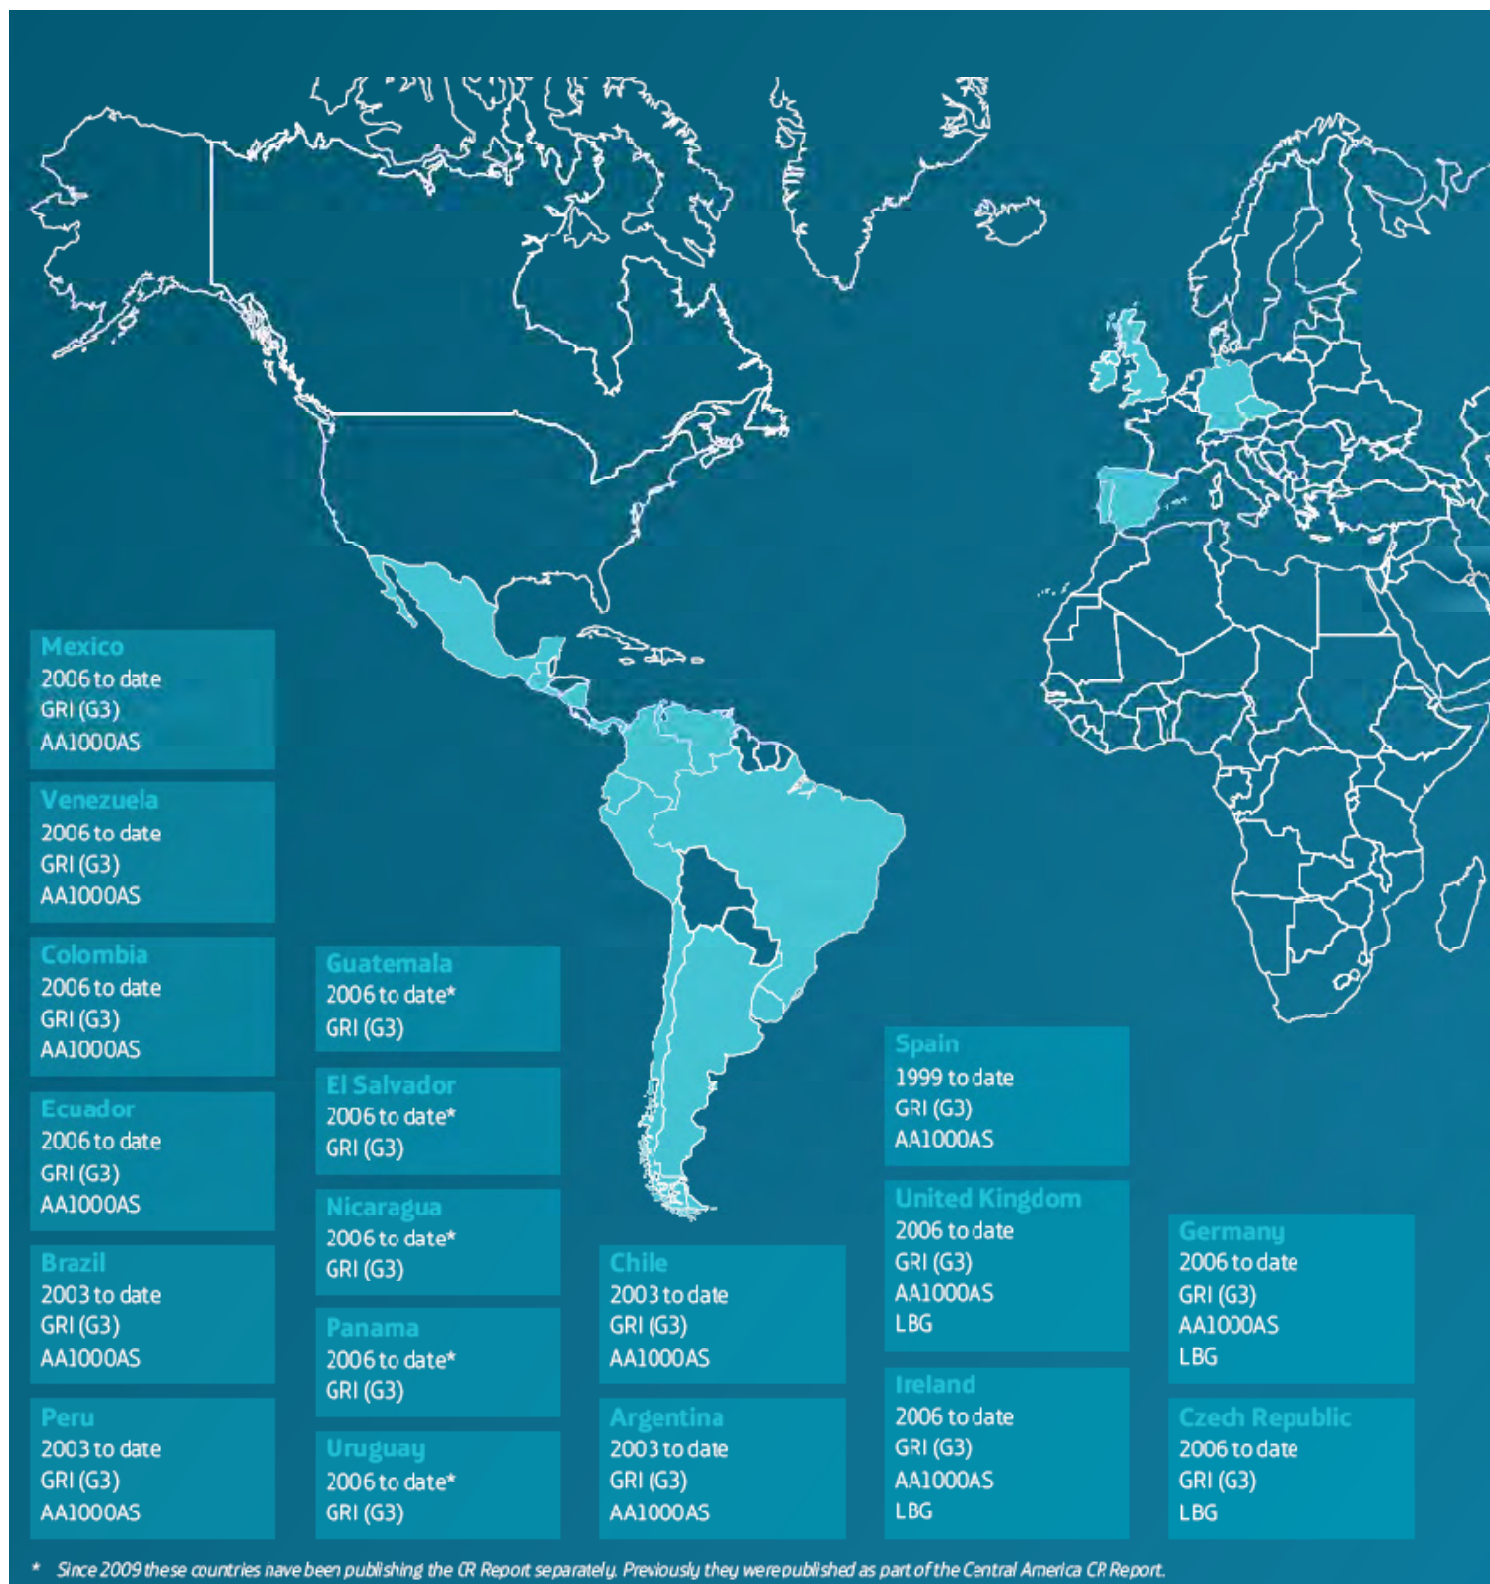 Mexico
2006 to date
GRI (G3)
AA1000AS
Venezuela
2006 to date
GRI (G3)
AA1000AS
Colombia
2006 to date
GRI (G3)
AA1000AS
Ecuador
2006 to date
GRI (G3)
AA1000AS
Brazil
2003 to date
GRI (G3)
AA1000AS
Peru
2003 to date
GRI (G3)
AA1000AS
Guatemala
2006 to date*
GRI (G3)
El Salvador
2006 to date*
GRI (G3)
Nicaragua
2006 to date*
GRI (G3)
Panama
2006 to date*
GRI (G3)
Uruguay
2006 to date*
GRI (G3)
Chile
2003 to date
GRI (G3)
AA1000AS
Argentina
2003 to date
GRI (G3)
AA1000AS
Spain
1999 to date
GRI (G3)
AA1000AS
United Kingdom
2006 to date
GRI (G3)
AA1000AS
LBG
Ireland
2006 to date
GRI (G3)
AA1000AS
LBG
Germany
2006 to date
GRI (G3)
AA1000AS
LBG
Czech Republic
2006 to date
GRI (G3)
LBG
* Since 2009 these countries have been publishing the CR Report separately. Previously they were published as part of the Central America CR Report.